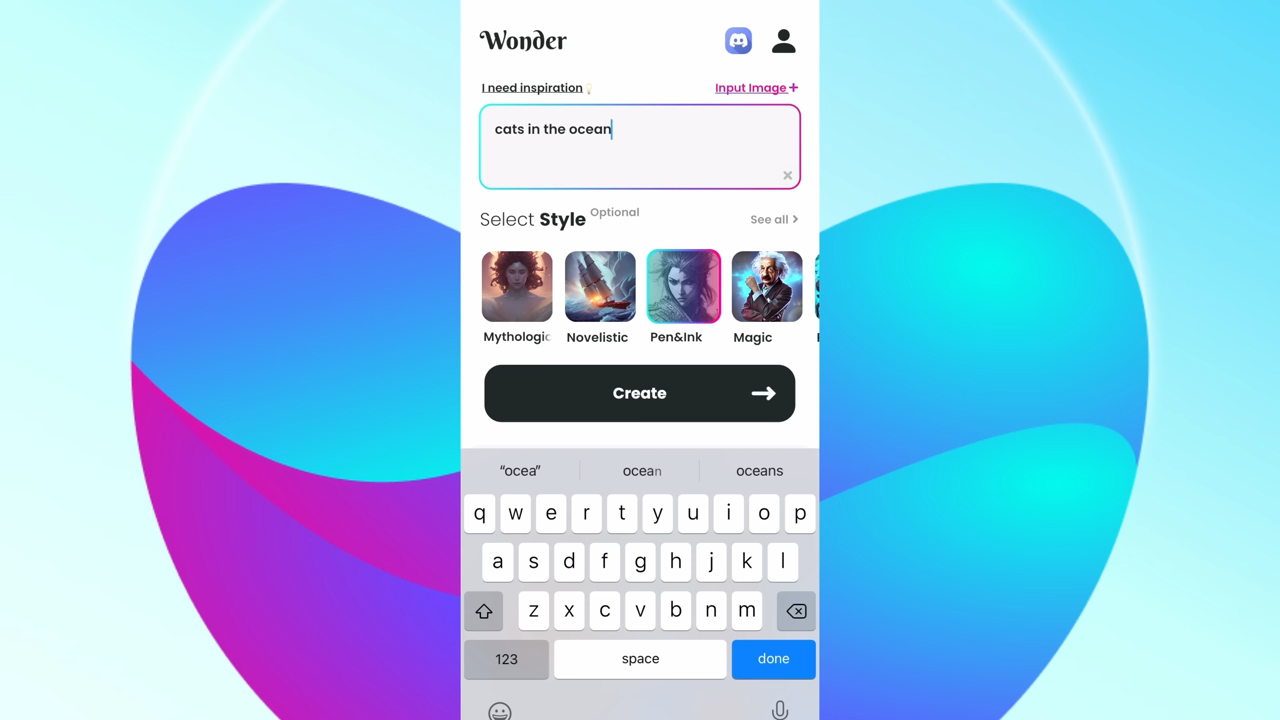 Wonder
I need inspiration
Input Image +
cats in the ocean
Select Style Optional
See all >
Mythologic
Novelistic
Pen&Ink
Magic
Create
“ocea”
ocean
oceans
q w e r t y u i o p
a s d f g h j k l
z x c v b n m
123
space
done